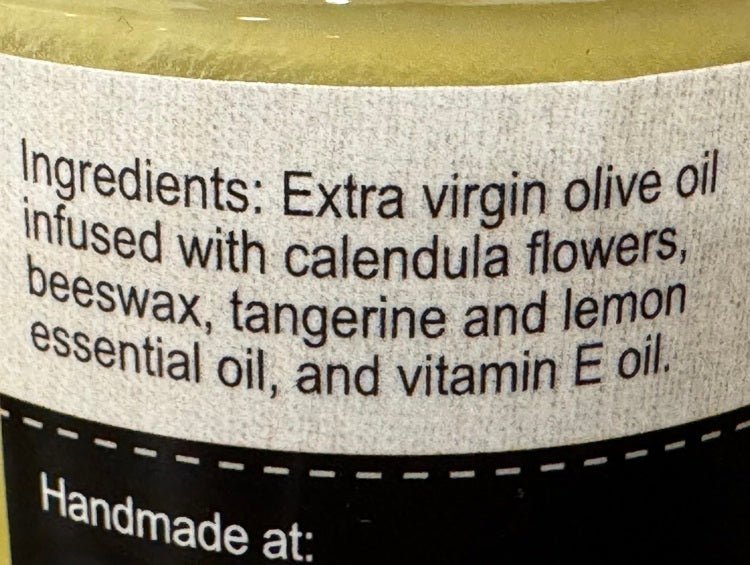 Ingredients: Extra virgin olive oil
infused with calendula flowers,
beeswax, tangerine and lemon
essential oil, and vitamin E oil.
Handmade at: